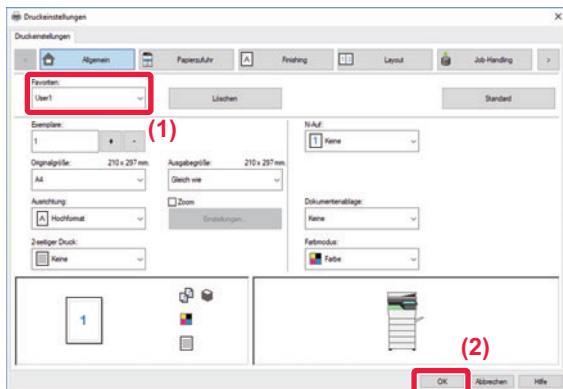 Druckeinstellungen
Druckeinstellungen
Allgemein Papierzufuhr Finishing Layout Job-Handling
Favoriten:
User1 Löschen Standard
(1)
Exemplare: N-Auf:
1 + - 1 Keine
Originalgröße: 210 x 297 mm. Ausgabegröße: 210 x 297 mm.
A4 Gleich wie
Ausrichtung: Zoom Dokumentenablage:
A Hochformat Einstellungen... Keine
2-seitiger Druck: Farbmodus:
Keine Farbe
1
(2)
OK Abbrechen Hilfe